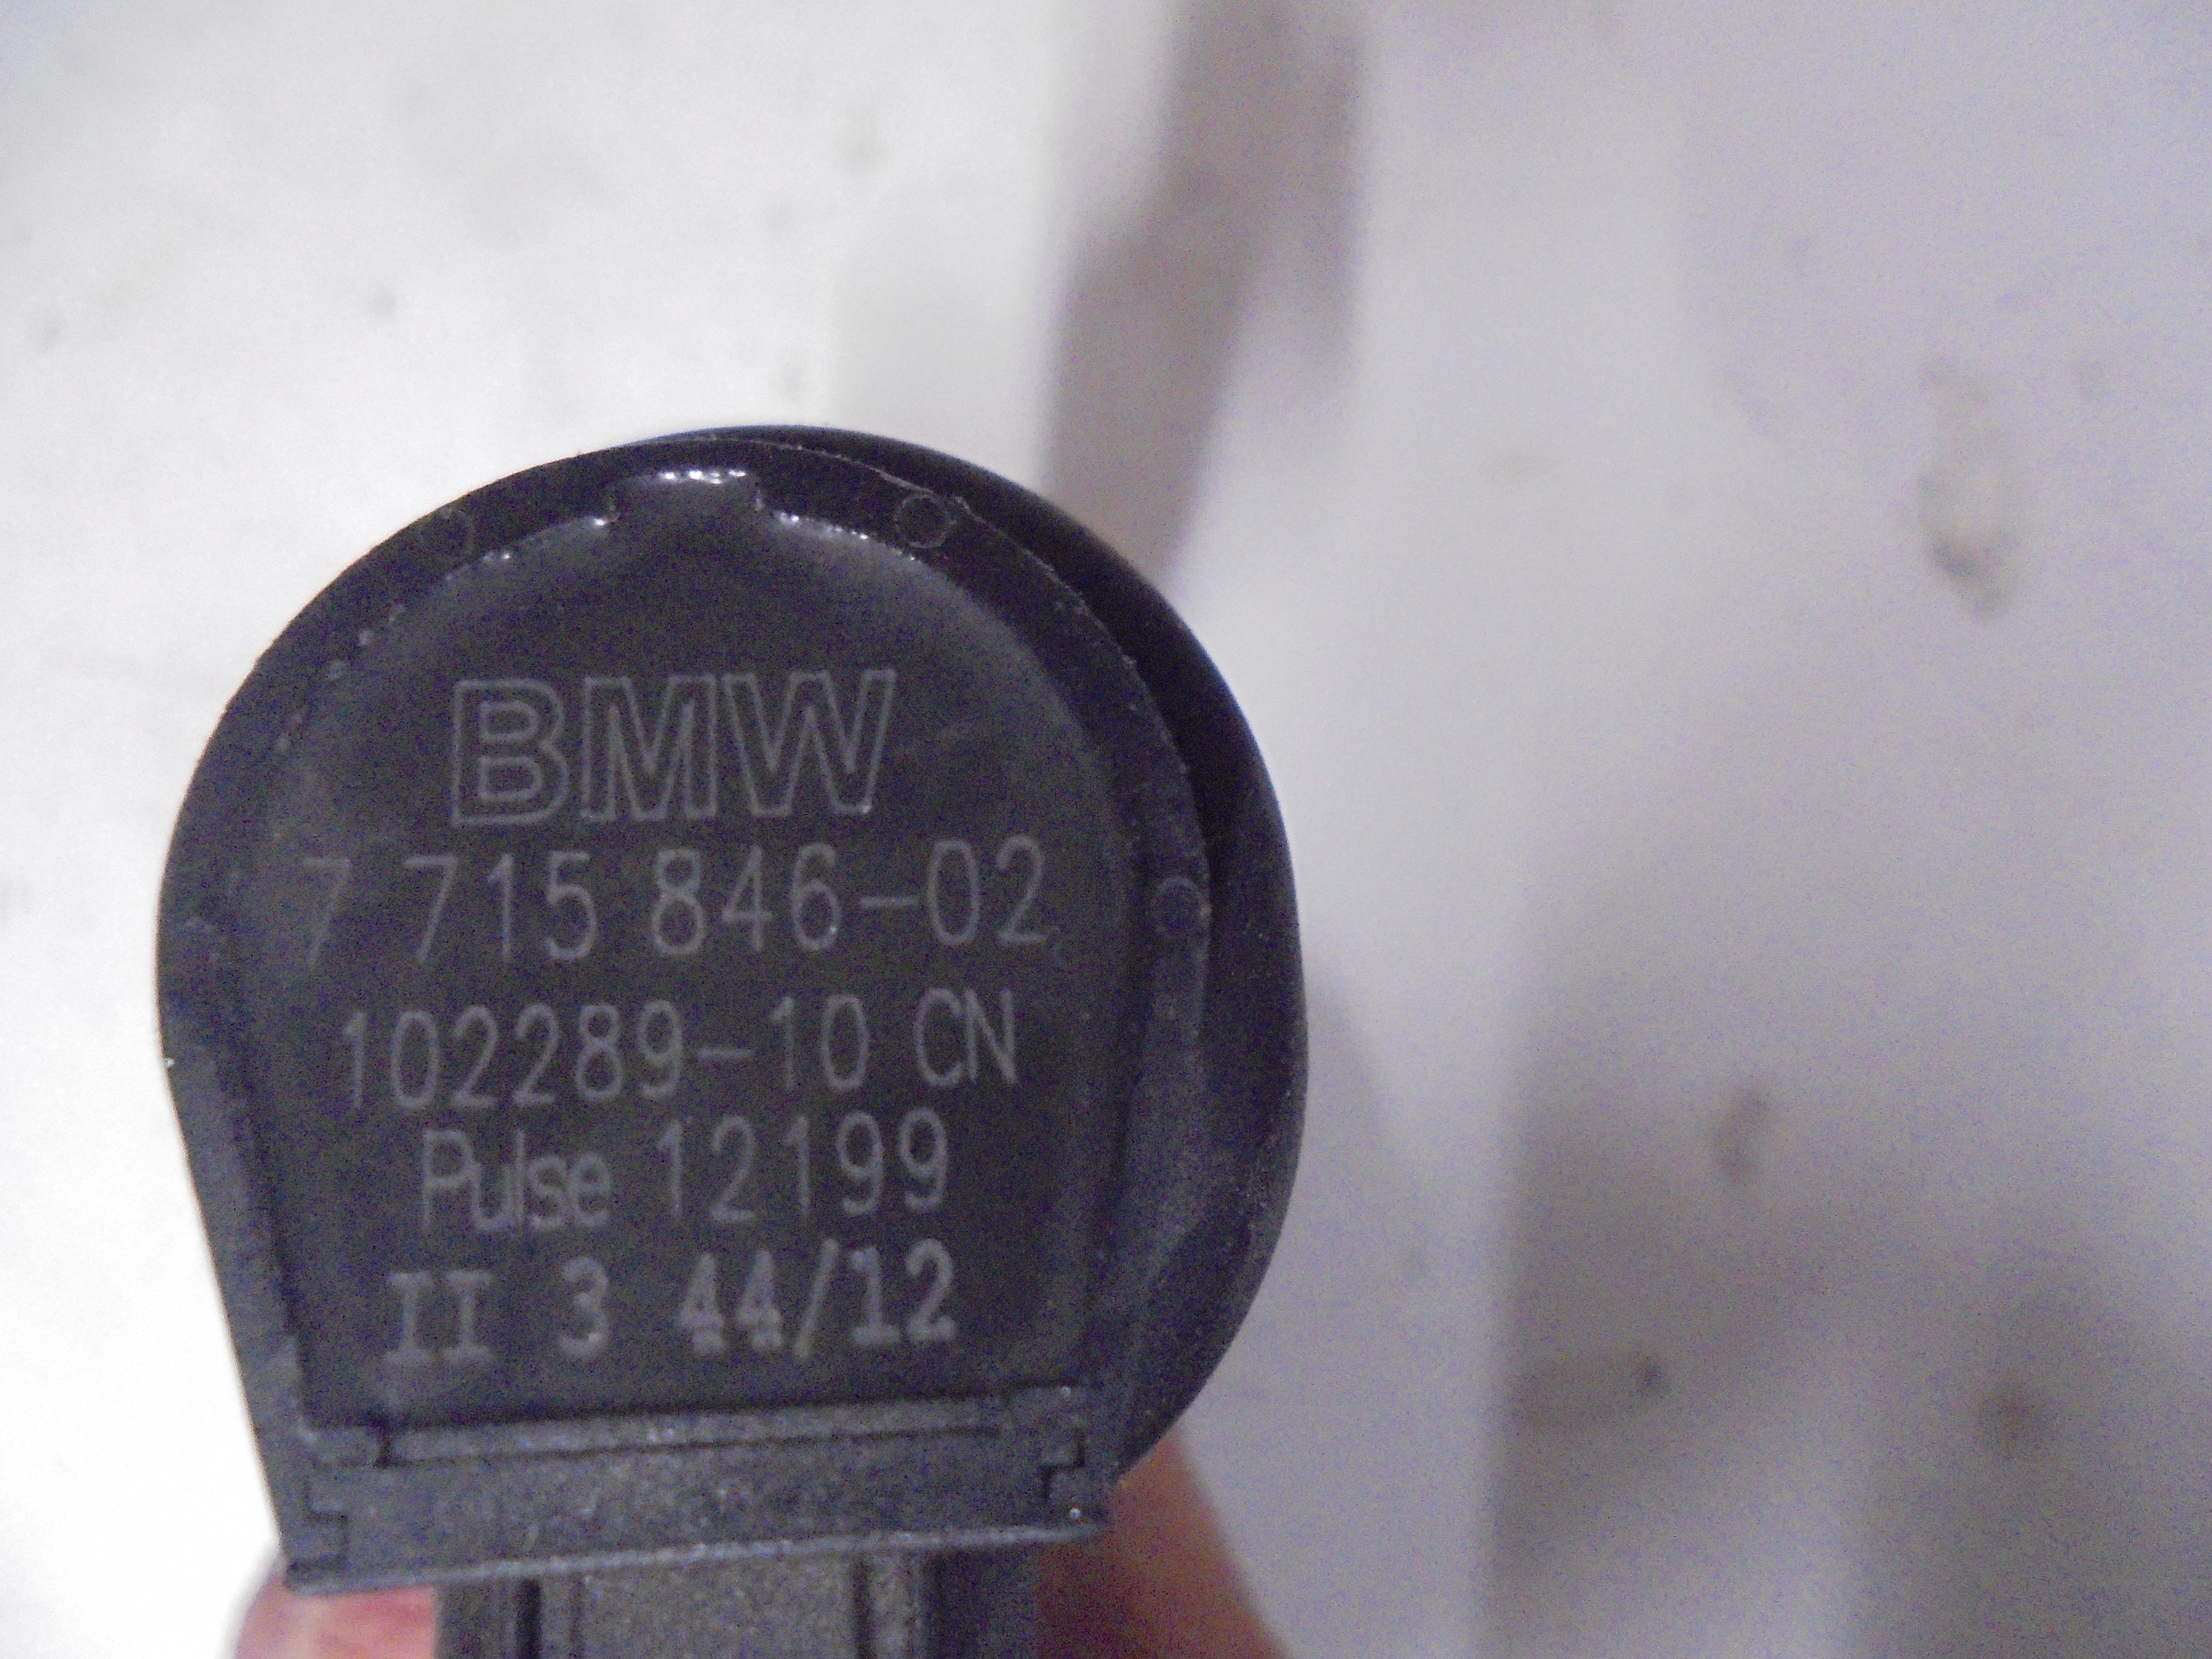 BMW
7 715 846-02
102289-10 CN
Pulse 12199
II 3 44/12